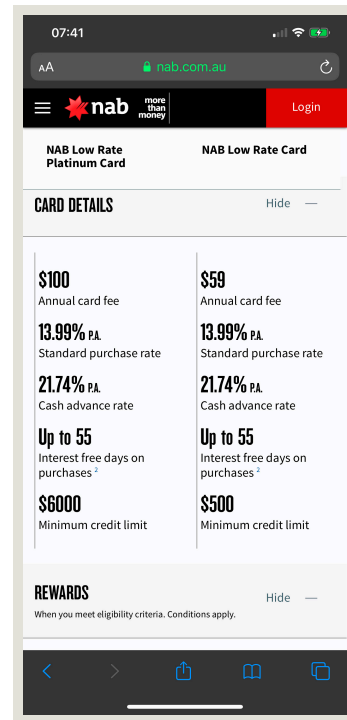 07:41
AA nab.com.au
nab more than money Login
NAB Low Rate Platinum Card
NAB Low Rate Card
CARD DETAILS Hide —
$100
Annual card fee
13.99% P.A.
Standard purchase rate
21.74% P.A.
Cash advance rate
Up to 55
Interest free days on
purchases 2
$6000
Minimum credit limit
$59
Annual card fee
13.99% P.A.
Standard purchase rate
21.74% P.A.
Cash advance rate
Up to 55
Interest free days on
purchases 2
$500
Minimum credit limit
REWARDS Hide —
When you meet eligibility criteria. Conditions apply.